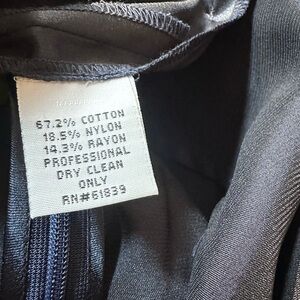 67.2% COTTON
18.5% NYLON
14.3% RAYON
PROFESSIONAL
DRY CLEAN
ONLY
RN#61839